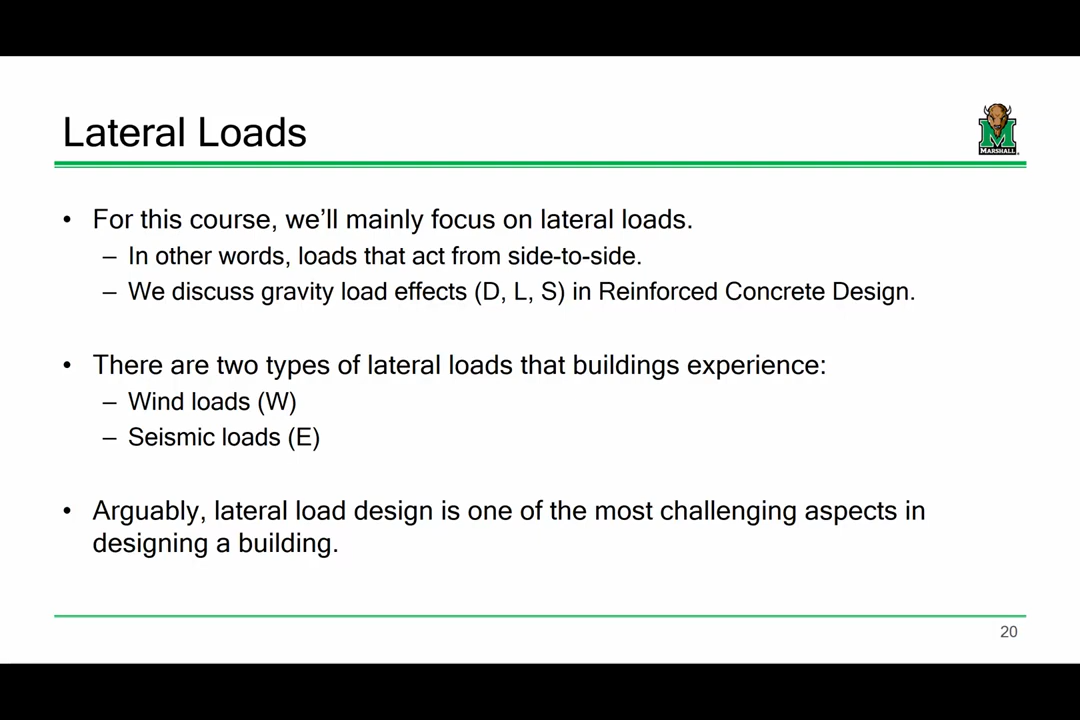 Lateral Loads
MARSHALL
• For this course, we’ll mainly focus on lateral loads.
– In other words, loads that act from side-to-side.
– We discuss gravity load effects (D, L, S) in Reinforced Concrete Design.
• There are two types of lateral loads that buildings experience:
– Wind loads (W)
– Seismic loads (E)
• Arguably, lateral load design is one of the most challenging aspects in
designing a building.
20